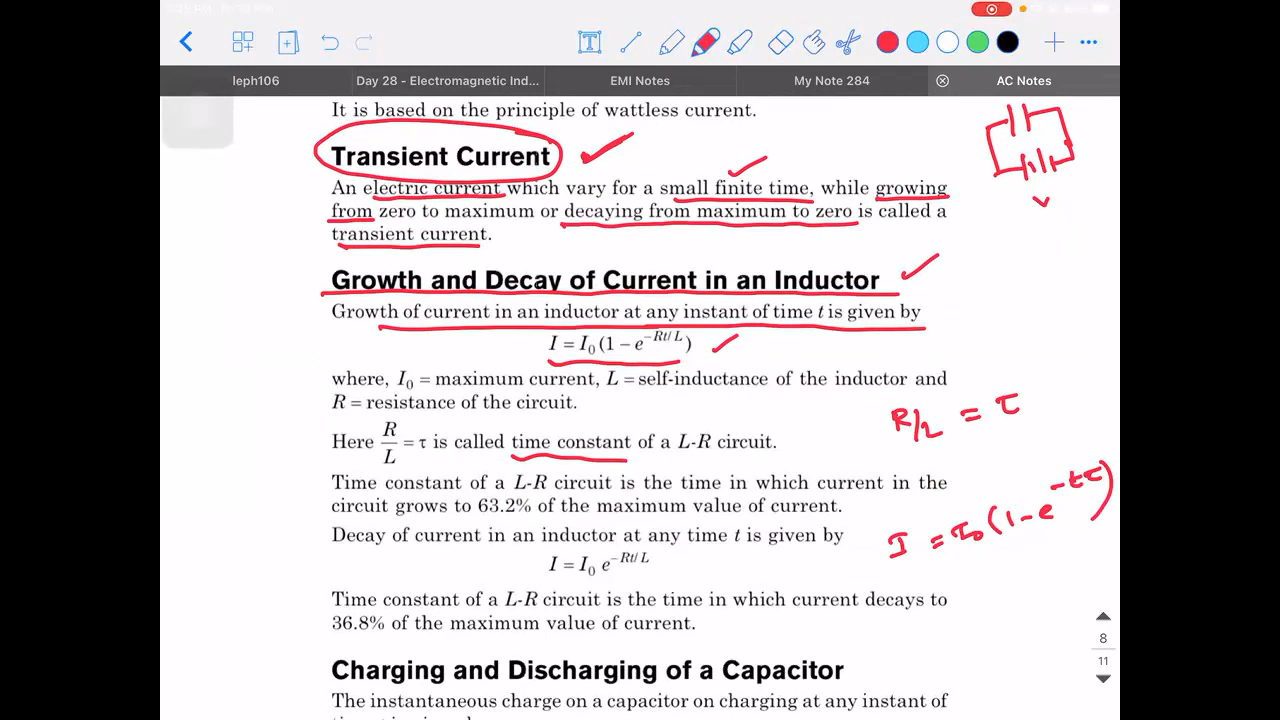 leph106
Day 28 - Electromagnetic Ind...
EMI Notes
My Note 284
AC Notes
It is based on the principle of wattless current.
Transient Current
An electric current which vary for a small finite time, while growing
from zero to maximum or decaying from maximum to zero is called a
transient current.
Growth and Decay of Current in an Inductor
Growth of current in an inductor at any instant of time t is given by
I = I₀ (1 − e^−Rt/L)
where, I₀ = maximum current, L = self-inductance of the inductor and
R = resistance of the circuit.
Here R/L = τ is called time constant of a L-R circuit.
R/L = τ
Time constant of a L-R circuit is the time in which current in the
circuit grows to 63.2% of the maximum value of current.
I = I₀ (1 − e^−tτ)
Decay of current in an inductor at any time t is given by
I = I₀ e^−Rt/L
Time constant of a L-R circuit is the time in which current decays to
36.8% of the maximum value of current.
8
11
Charging and Discharging of a Capacitor
The instantaneous charge on a capacitor on charging at any instant of